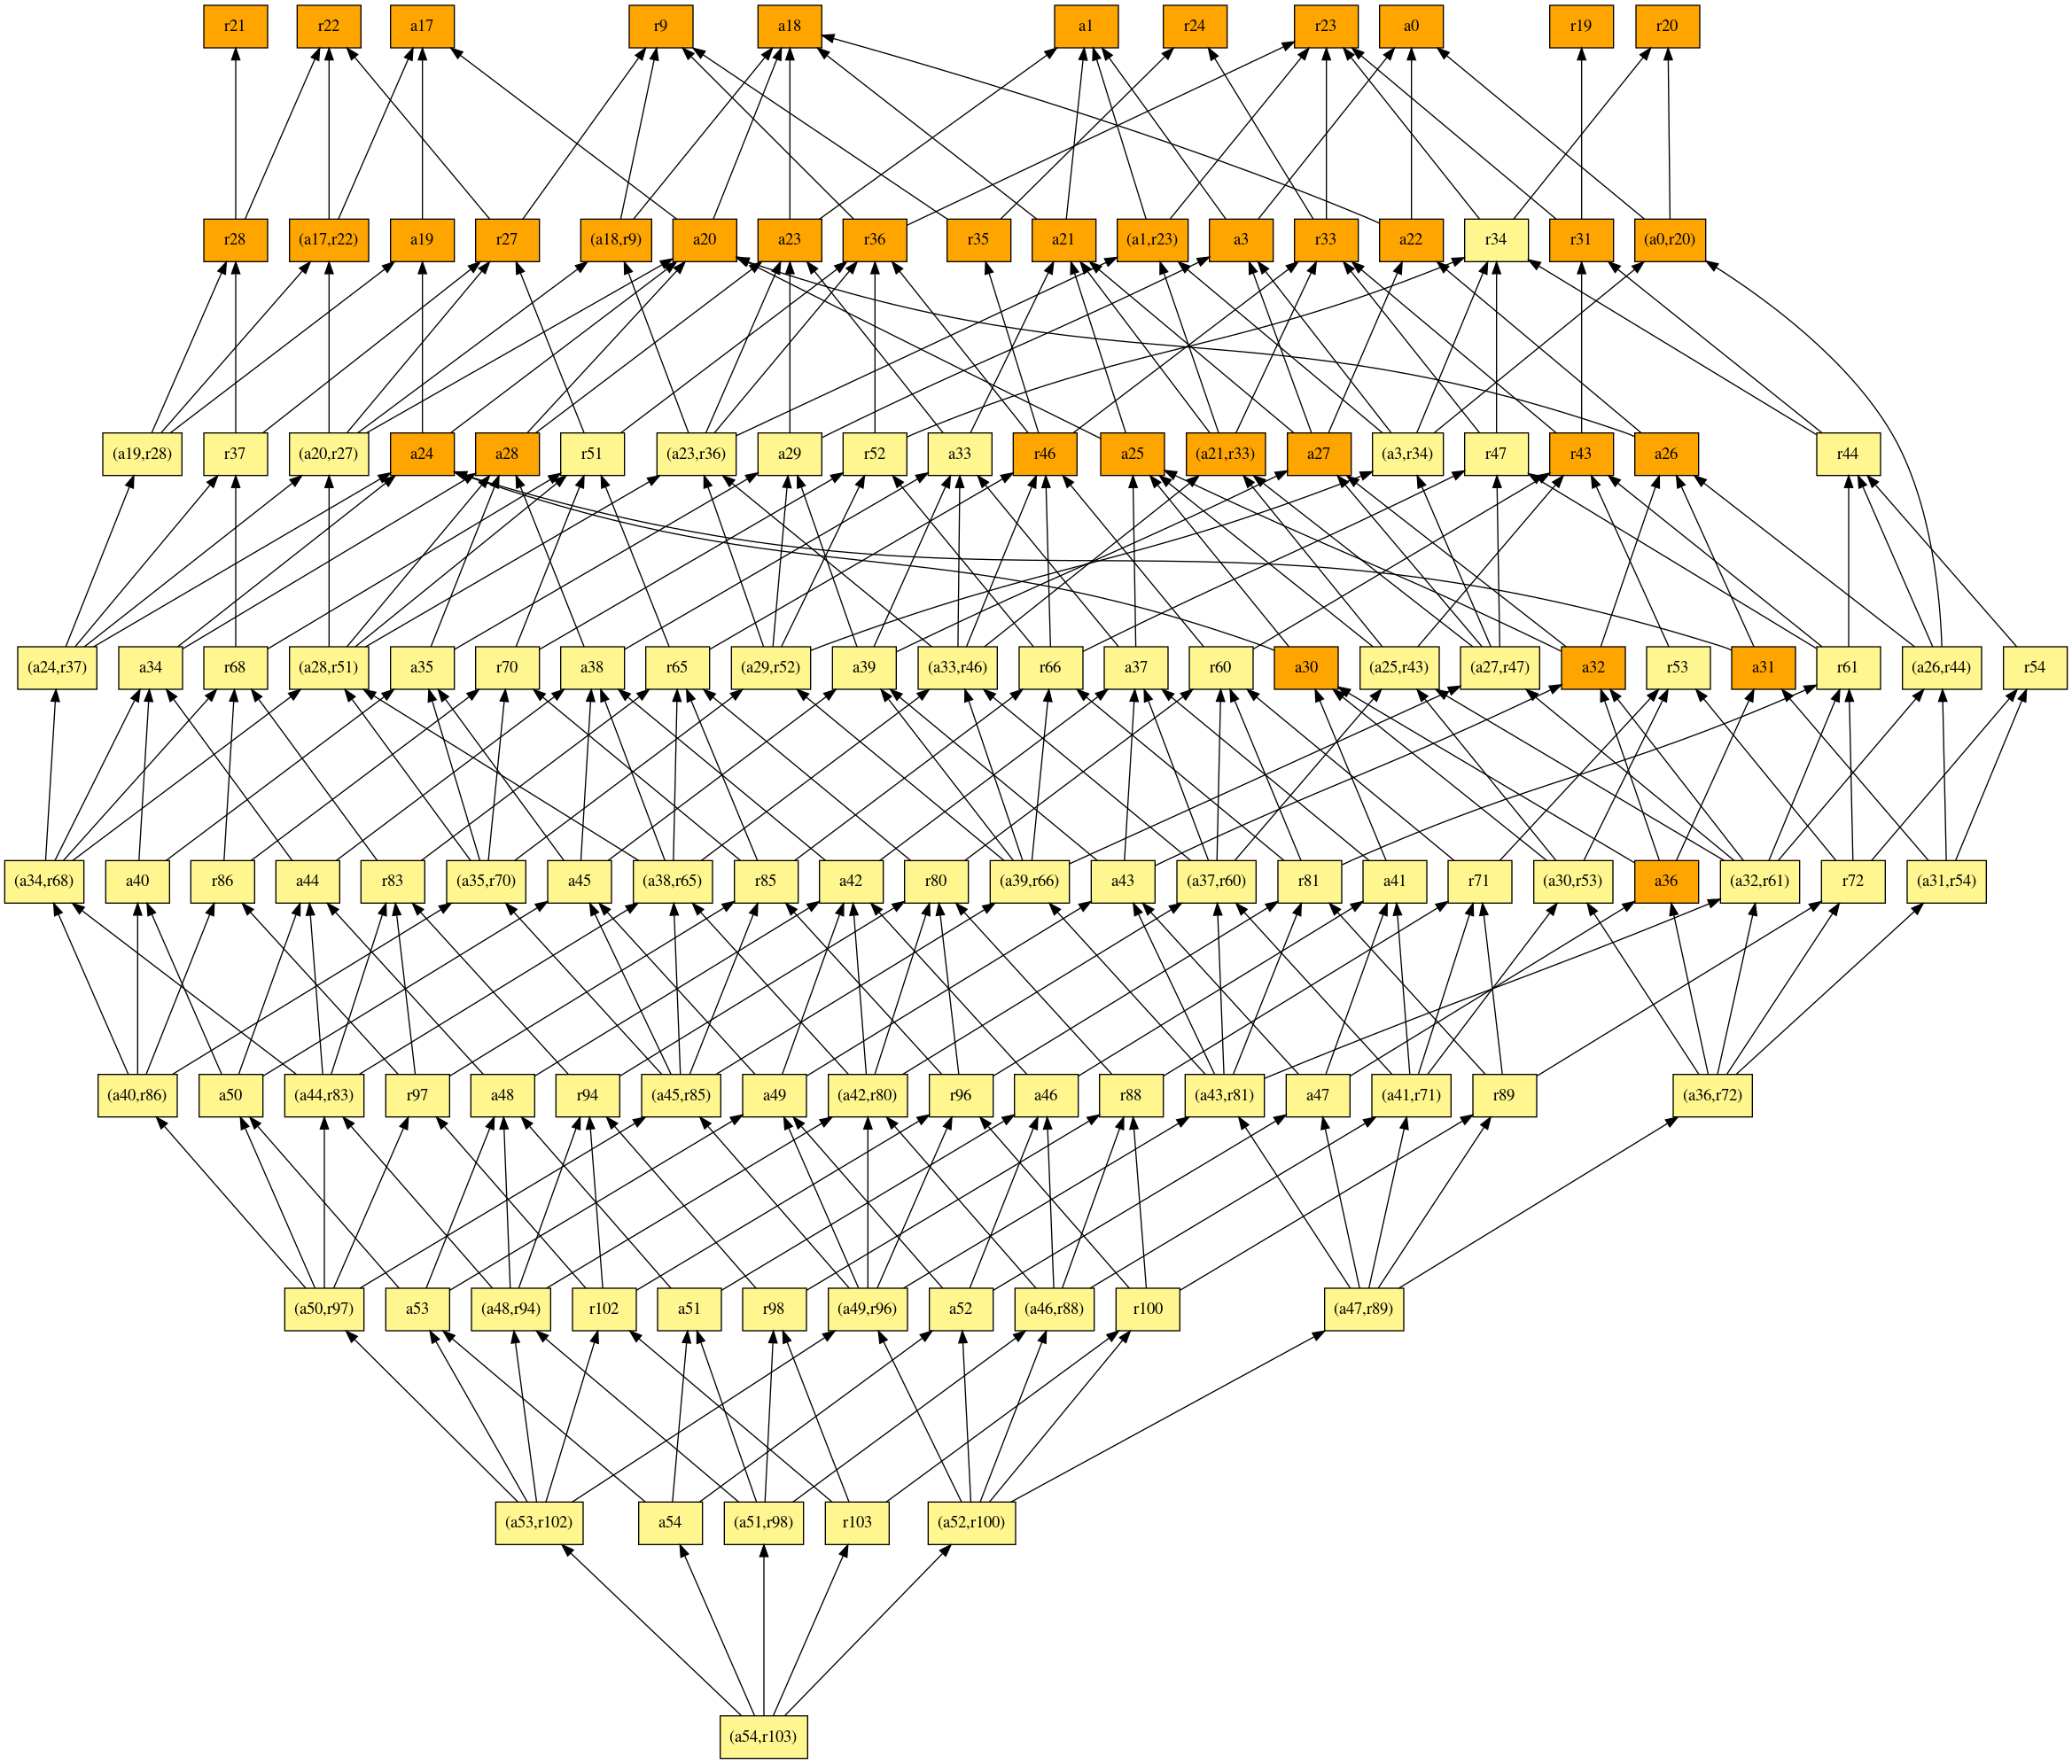 r21 r22 a17 r9 a18 a1 r24 r23 a0 r19 r20
r28 (a17,r22) a19 r27 (a18,r9) a20 a23 r36 r35 a21 (a1,r23) a3 r33 a22 r34 r31 (a0,r20)
(a19,r28) r37 (a20,r27) a24 a28 r51 (a23,r36) a29 r52 a33 r46 a25 (a21,r33) a27 (a3,r34) r47 r43 a26 r44
(a24,r37) a34 r68 (a28,r51) a35 r70 a38 r65 (a29,r52) a39 (a33,r46) r66 a37 r60 a30 (a25,r43) (a27,r47) a32 r53 a31 r61 (a26,r44) r54
(a34,r68) a40 r86 a44 r83 (a35,r70) a45 (a38,r65) r85 a42 r80 (a39,r66) a43 (a37,r60) r81 a41 r71 (a30,r53) a36 (a32,r61) r72 (a31,r54)
(a40,r86) a50 (a44,r83) r97 a48 r94 (a45,r85) a49 (a42,r80) r96 a46 r88 (a43,r81) a47 (a41,r71) r89 (a36,r72)
(a50,r97) a53 (a48,r94) r102 a51 r98 (a49,r96) a52 (a46,r88) r100 (a47,r89)
(a53,r102) a54 (a51,r98) r103 (a52,r100)
(a54,r103)